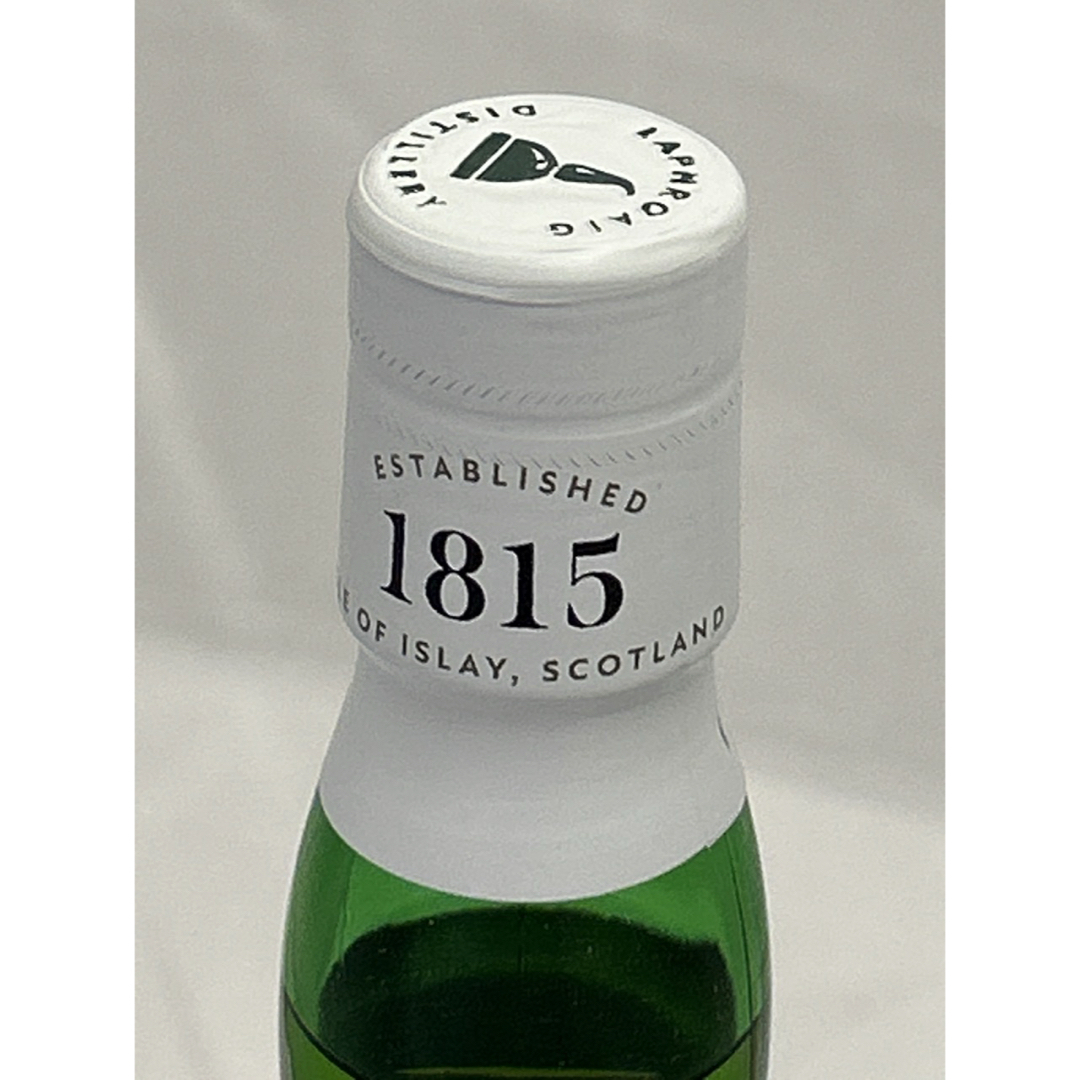 LAPHROAIG
DISTILLERY
ESTABLISHED
1815
OF ISLAY, SCOTLAND